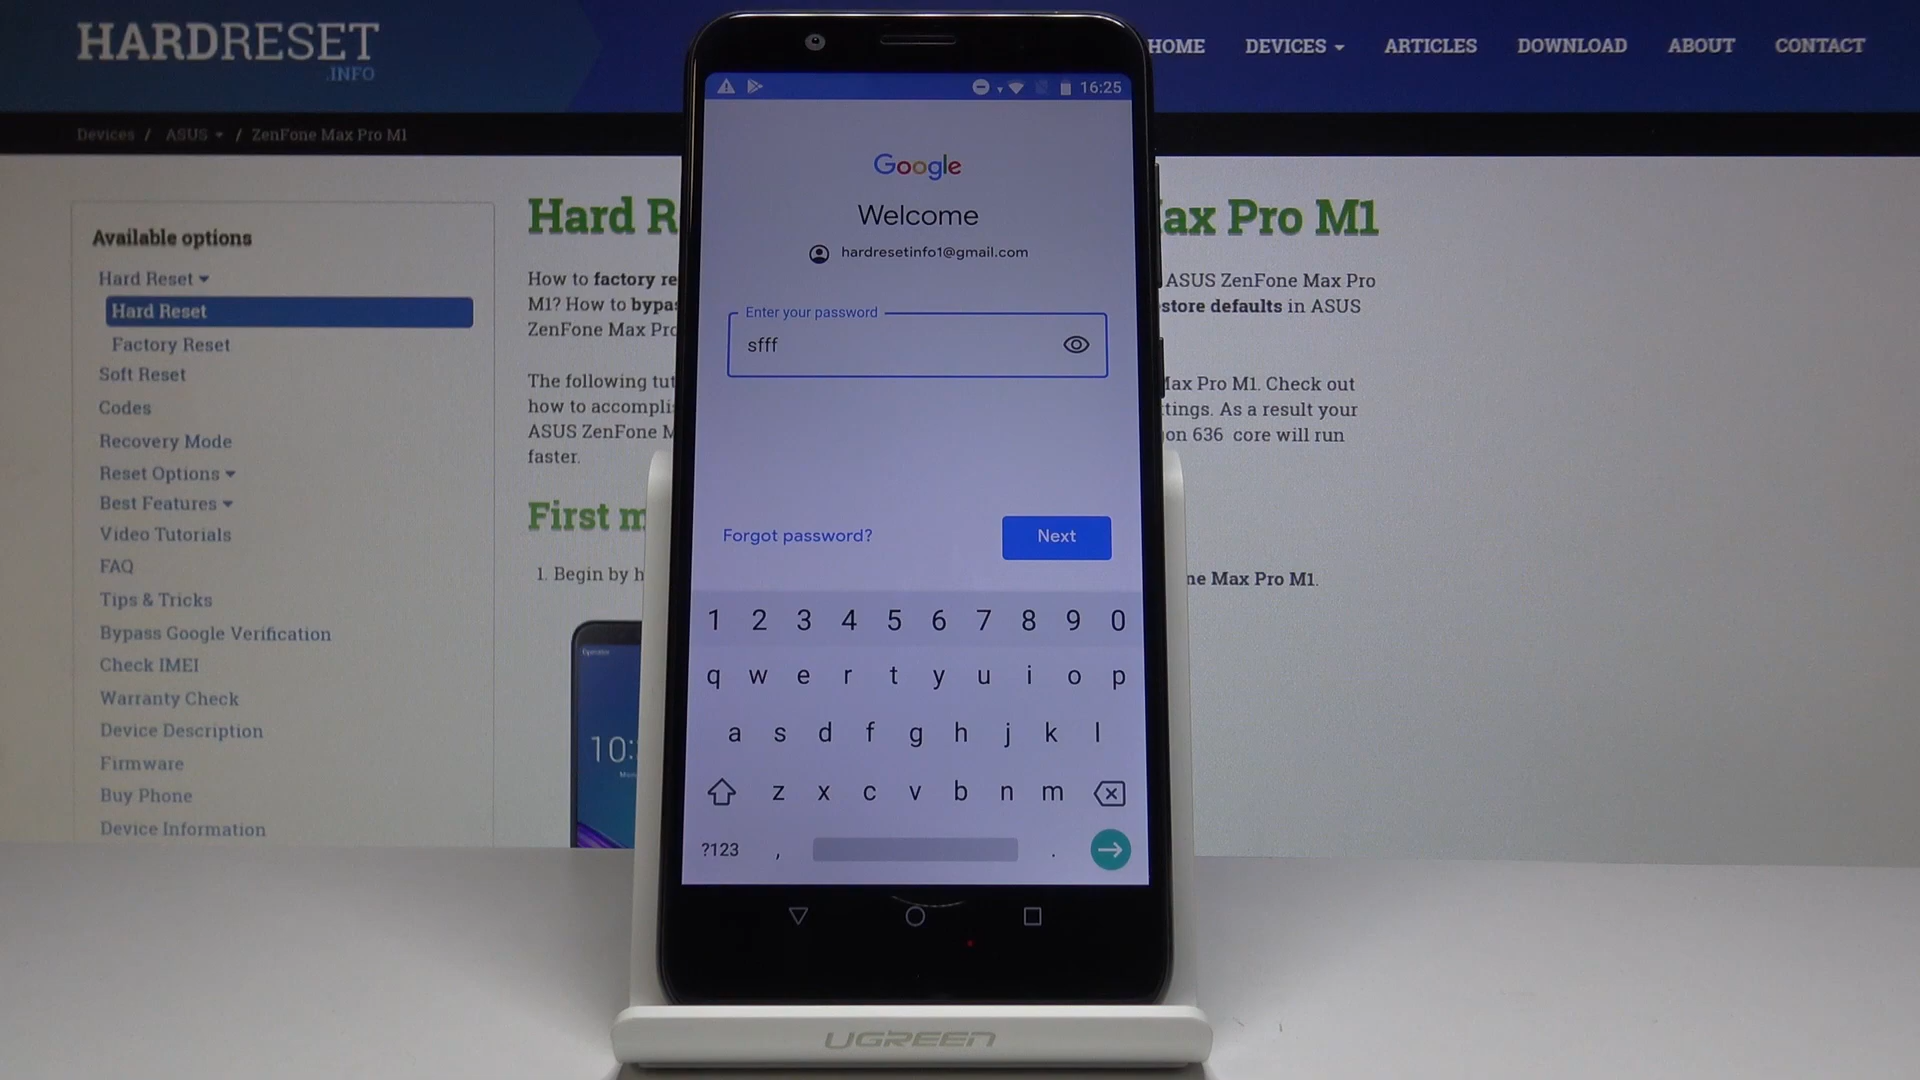 HARDRESET
.INFO
HOME DEVICES ARTICLES DOWNLOAD ABOUT CONTACT
Devices / ASUS / ZenFone Max Pro M1
Available options
Hard Reset
Hard Reset
Factory Reset
Soft Reset
Codes
Recovery Mode
Reset Options
Best Features
Video Tutorials
FAQ
Tips & Tricks
Bypass Google Verification
Check IMEI
Warranty Check
Device Description
Firmware
Buy Phone
Device Information
Hard R
ax Pro M1
How to factory re
ASUS ZenFone Max Pro
M1? How to bypas
store defaults in ASUS
ZenFone Max Pro
The following tut
Max Pro M1. Check out
how to accomplis
ttings. As a result your
ASUS ZenFone M
on 636 core will run
faster.
First m
1. Begin by h
ne Max Pro M1.
10:
16:25
Google
Welcome
hardresetinfo1@gmail.com
Enter your password
sfff
Forgot password?
Next
1 2 3 4 5 6 7 8 9 0
q w e r t y u i o p
a s d f g h j k l
z x c v b n m
?123 , .
UGREEN